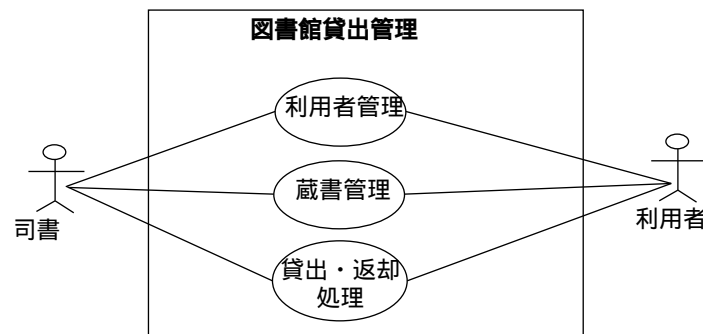 図書館貸出管理
利用者管理
司書
蔵書管理
利用者
貸出・返却
処理